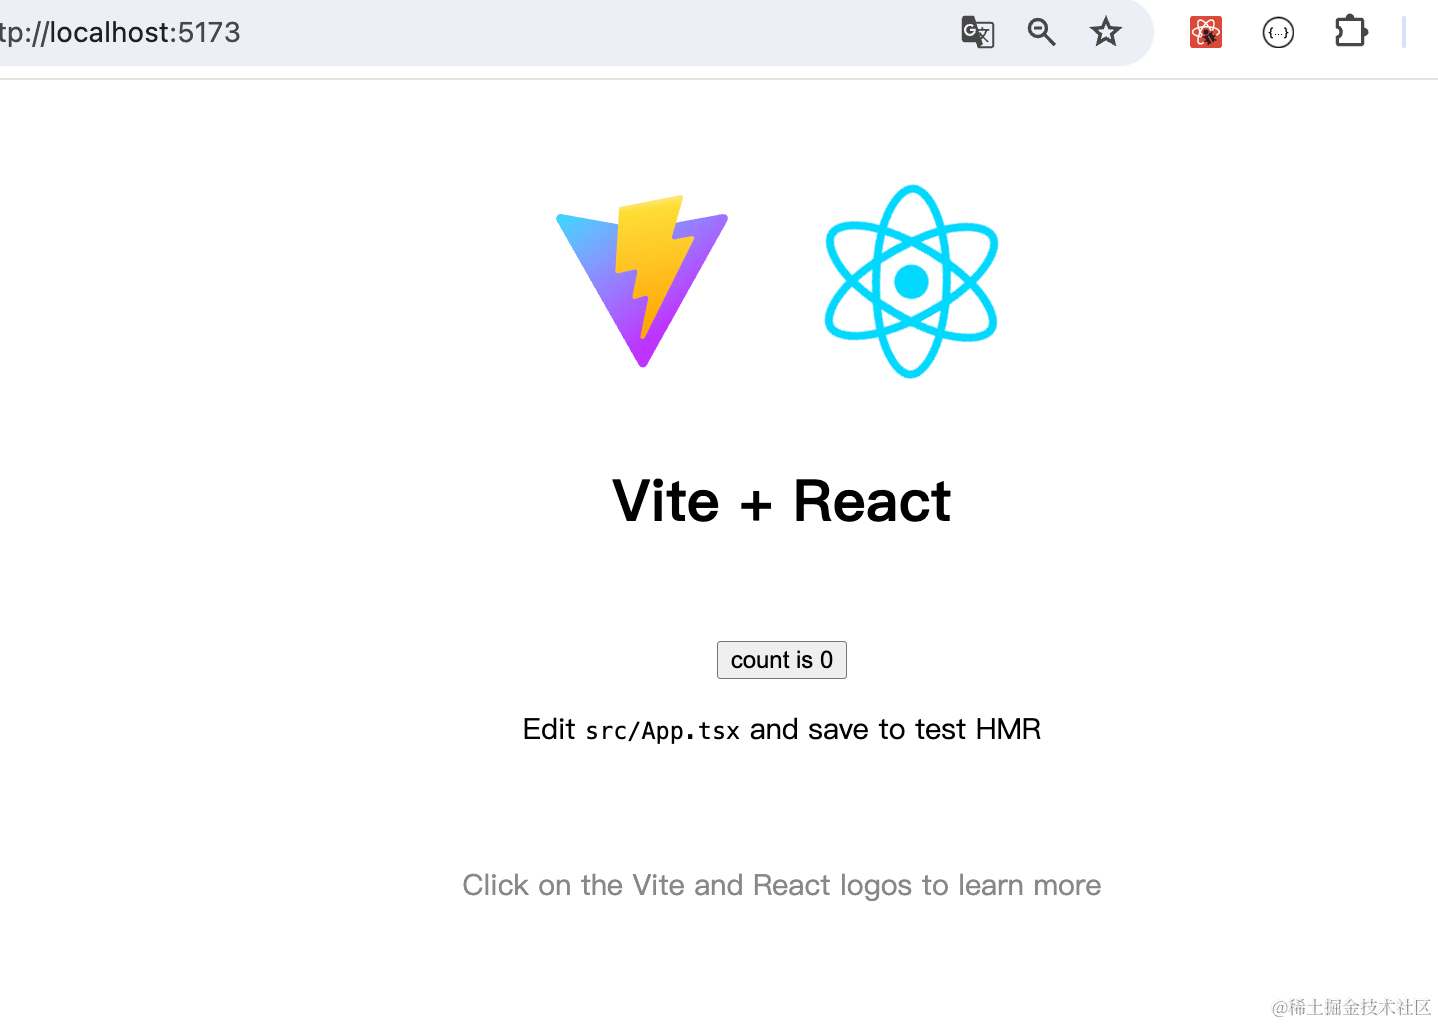 tp://localhost:5173
Vite + React
count is 0
Edit src/App.tsx and save to test HMR
Click on the Vite and React logos to learn more
@稀土掘金技术社区